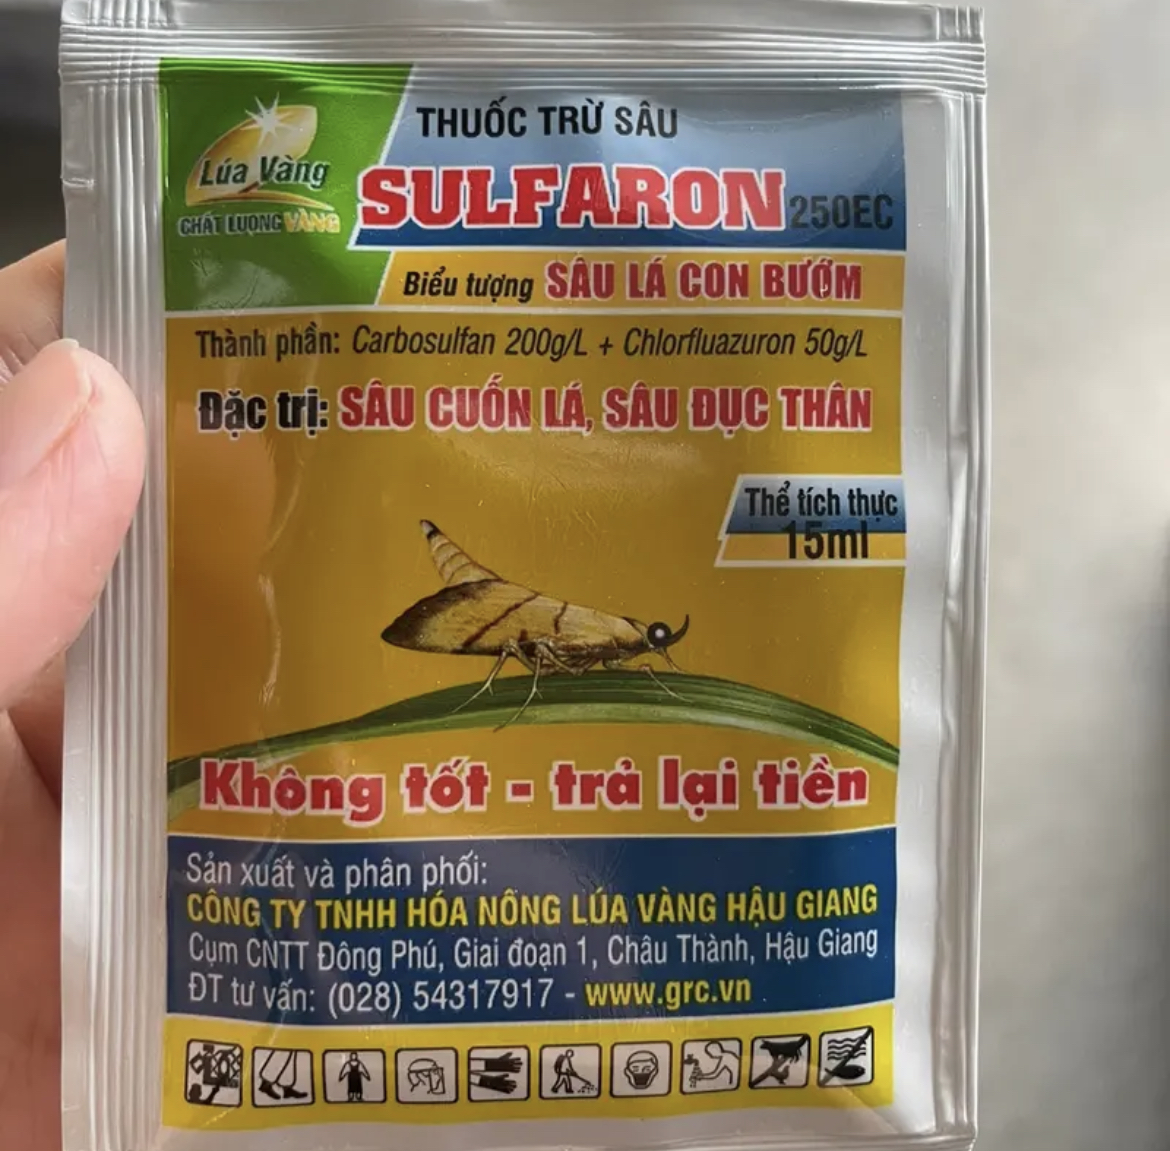 Lúa Vàng
CHẤT LƯỢNG VÀNG
THUỐC TRỪ SÂU
SULFARON 250EC
Biểu tượng SÂU LÁ CON BƯỚM
Thành phần: Carbosulfan 200g/L + Chlorfluazuron 50g/L
Đặc trị: SÂU CUỐN LÁ, SÂU ĐỤC THÂN
Thể tích thực
15ml
Không tốt - trả lại tiền
Sản xuất và phân phối:
CÔNG TY TNHH HÓA NÔNG LÚA VÀNG HẬU GIANG
Cụm CNTT Đông Phú, Giai đoạn 1, Châu Thành, Hậu Giang
ĐT tư vấn: (028) 54317917 - www.grc.vn